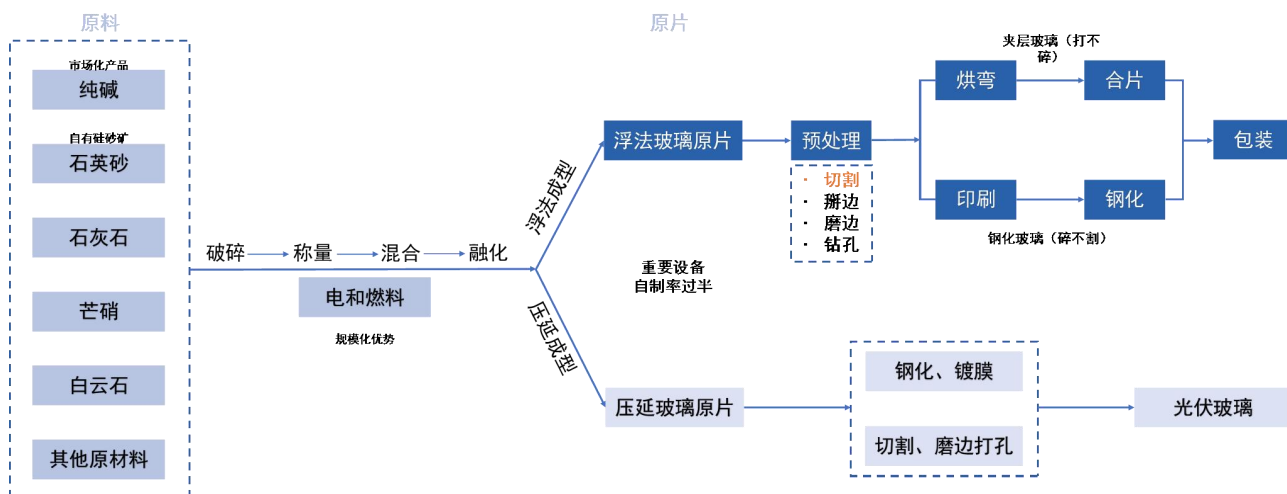 原料
原片
市场化产品
纯碱
自有硅砂矿
石英砂
石灰石
芒硝
白云石
其他原材料
破碎
称量
混合
融化
电和燃料
规模化优势
浮法成型
压延成型
浮法玻璃原片
预处理
· 切割
· 掰边
· 磨边
· 钻孔
重要设备
自制率过半
夹层玻璃（打不
碎）
烘弯
合片
印刷
钢化
钢化玻璃（碎不割）
包装
压延玻璃原片
钢化、镀膜
切割、磨边打孔
光伏玻璃